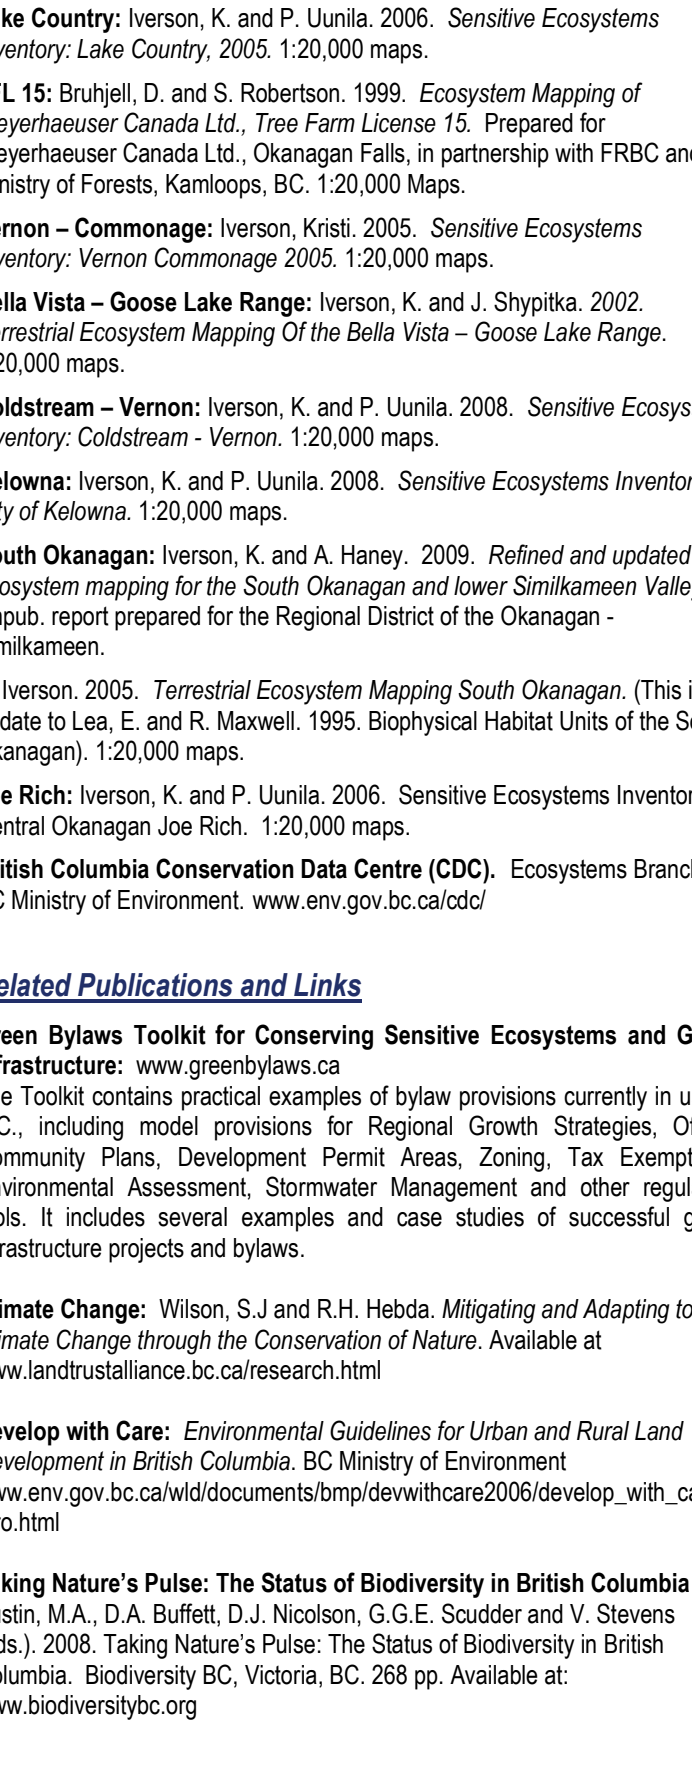 ke Country: Iverson, K. and P. Uunila. 2006. Sensitive Ecosystems
ventory: Lake Country, 2005. 1:20,000 maps.
L 15: Bruhjell, D. and S. Robertson. 1999. Ecosystem Mapping of
eyerhaeuser Canada Ltd., Tree Farm License 15. Prepared for
eyerhaeuser Canada Ltd., Okanagan Falls, in partnership with FRBC and
nistry of Forests, Kamloops, BC. 1:20,000 Maps.
ernon – Commonage: Iverson, Kristi. 2005. Sensitive Ecosystems
ventory: Vernon Commonage 2005. 1:20,000 maps.
ella Vista – Goose Lake Range: Iverson, K. and J. Shypitka. 2002.
rrestrial Ecosystem Mapping Of the Bella Vista – Goose Lake Range.
20,000 maps.
oldstream – Vernon: Iverson, K. and P. Uunila. 2008. Sensitive Ecosys
ventory: Coldstream - Vernon. 1:20,000 maps.
elowna: Iverson, K. and P. Uunila. 2008. Sensitive Ecosystems Inventor
ty of Kelowna. 1:20,000 maps.
outh Okanagan: Iverson, K. and A. Haney. 2009. Refined and updated
osystem mapping for the South Okanagan and lower Similkameen Valle
npub. report prepared for the Regional District of the Okanagan -
milkameen.
Iverson. 2005. Terrestrial Ecosystem Mapping South Okanagan. (This i
date to Lea, E. and R. Maxwell. 1995. Biophysical Habitat Units of the So
kanagan). 1:20,000 maps.
e Rich: Iverson, K. and P. Uunila. 2006. Sensitive Ecosystems Inventor
entral Okanagan Joe Rich. 1:20,000 maps.
itish Columbia Conservation Data Centre (CDC). Ecosystems Branch
C Ministry of Environment. www.env.gov.bc.ca/cdc/
elated Publications and Links
reen Bylaws Toolkit for Conserving Sensitive Ecosystems and G
frastructure: www.greenbylaws.ca
e Toolkit contains practical examples of bylaw provisions currently in u
C., including model provisions for Regional Growth Strategies, Of
ommunity Plans, Development Permit Areas, Zoning, Tax Exempt
nvironmental Assessment, Stormwater Management and other regul
ols. It includes several examples and case studies of successful g
frastructure projects and bylaws.
imate Change: Wilson, S.J and R.H. Hebda. Mitigating and Adapting to
imate Change through the Conservation of Nature. Available at
ww.landtrustalliance.bc.ca/research.html
evelop with Care: Environmental Guidelines for Urban and Rural Land
evelopment in British Columbia. BC Ministry of Environment
ww.env.gov.bc.ca/wld/documents/bmp/devwithcare2006/develop_with_ca
ro.html
king Nature's Pulse: The Status of Biodiversity in British Columbia
ustin, M.A., D.A. Buffett, D.J. Nicolson, G.G.E. Scudder and V. Stevens
ds.). 2008. Taking Nature's Pulse: The Status of Biodiversity in British
olumbia. Biodiversity BC, Victoria, BC. 268 pp. Available at:
ww.biodiversitybc.org